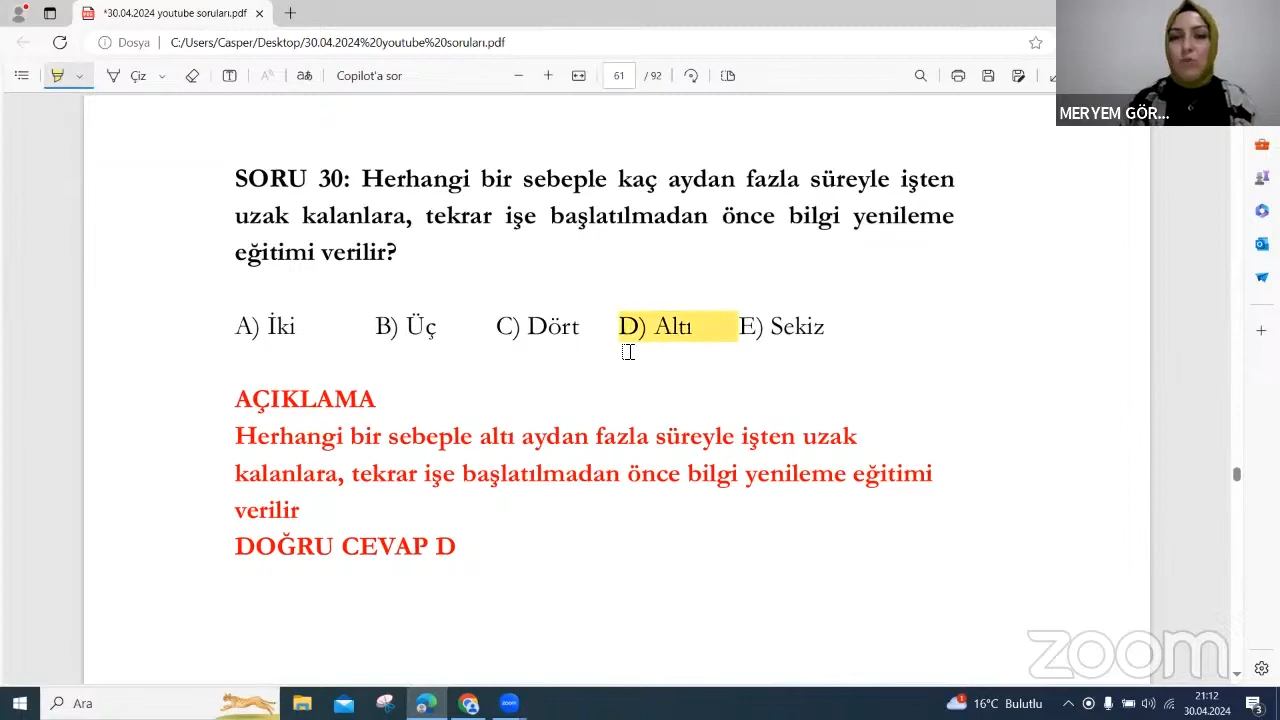 *30.04.2024 youtube soruları.pdf
Dosya
C:/Users/Casper/Desktop/30.04.2024%20youtube%20soruları.pdf
Çiz
Copilot'a sor
61 / 92
MERYEM GÖR...
SORU 30: Herhangi bir sebeple kaç aydan fazla süreyle işten
uzak kalanlara, tekrar işe başlatılmadan önce bilgi yenileme
eğitimi verilir?
A) İki B) Üç C) Dört D) Altı E) Sekiz
AÇIKLAMA
Herhangi bir sebeple altı aydan fazla süreyle işten uzak
kalanlara, tekrar işe başlatılmadan önce bilgi yenileme eğitimi
verilir
DOĞRU CEVAP D
zoom
Ara
zoom
1
16°C Bulutlu
21:12
30.04.2024
3